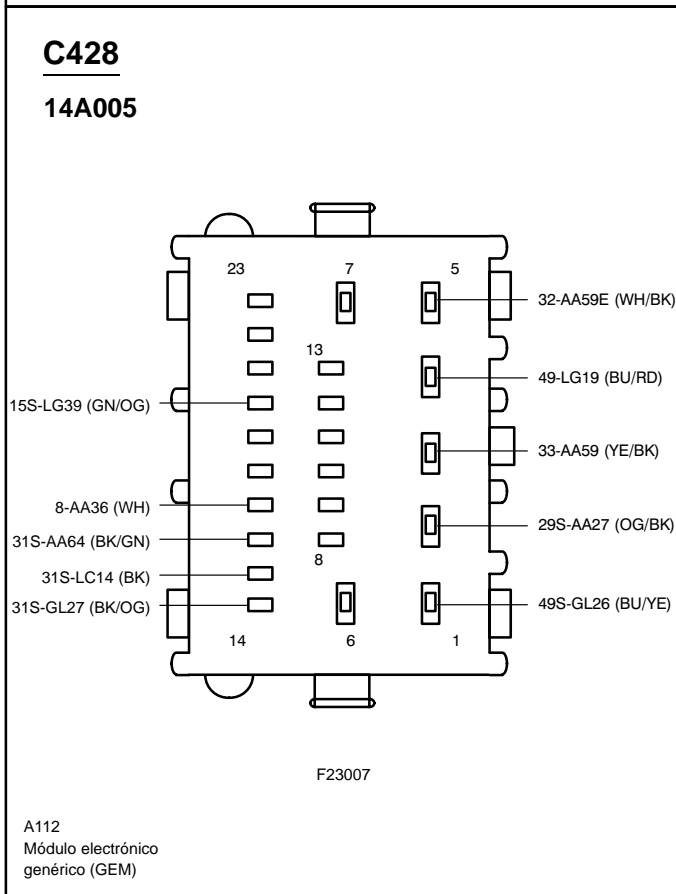 C428
14A005
23 7 5
32-AA59E (WH/BK)
13
49-LG19 (BU/RD)
15S-LG39 (GN/OG)
33-AA59 (YE/BK)
8-AA36 (WH)
29S-AA27 (OG/BK)
31S-AA64 (BK/GN)
8
31S-LC14 (BK)
31S-GL27 (BK/OG)
49S-GL26 (BU/YE)
14 6 1
F23007
A112
Módulo electrónico
genérico (GEM)